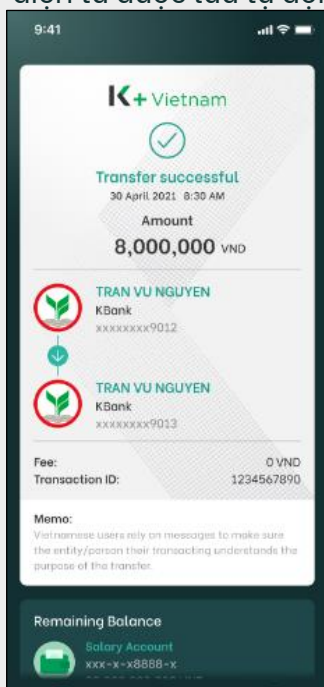 9:41
K+ Vietnam
Transfer successful
30 April 2021 8:30 AM
Amount
8,000,000 VND
TRAN VU NGUYEN
KBank
xxxxxxxx9012
TRAN VU NGUYEN
KBank
xxxxxxxx9013
Fee: 0 VND
Transaction ID: 1234567890
Memo:
Vietnamese users rely on messages to make sure
the entity/person their transacting understands the
purpose of the transfer.
Remaining Balance
Salary Account
xxx-x-x8888-x